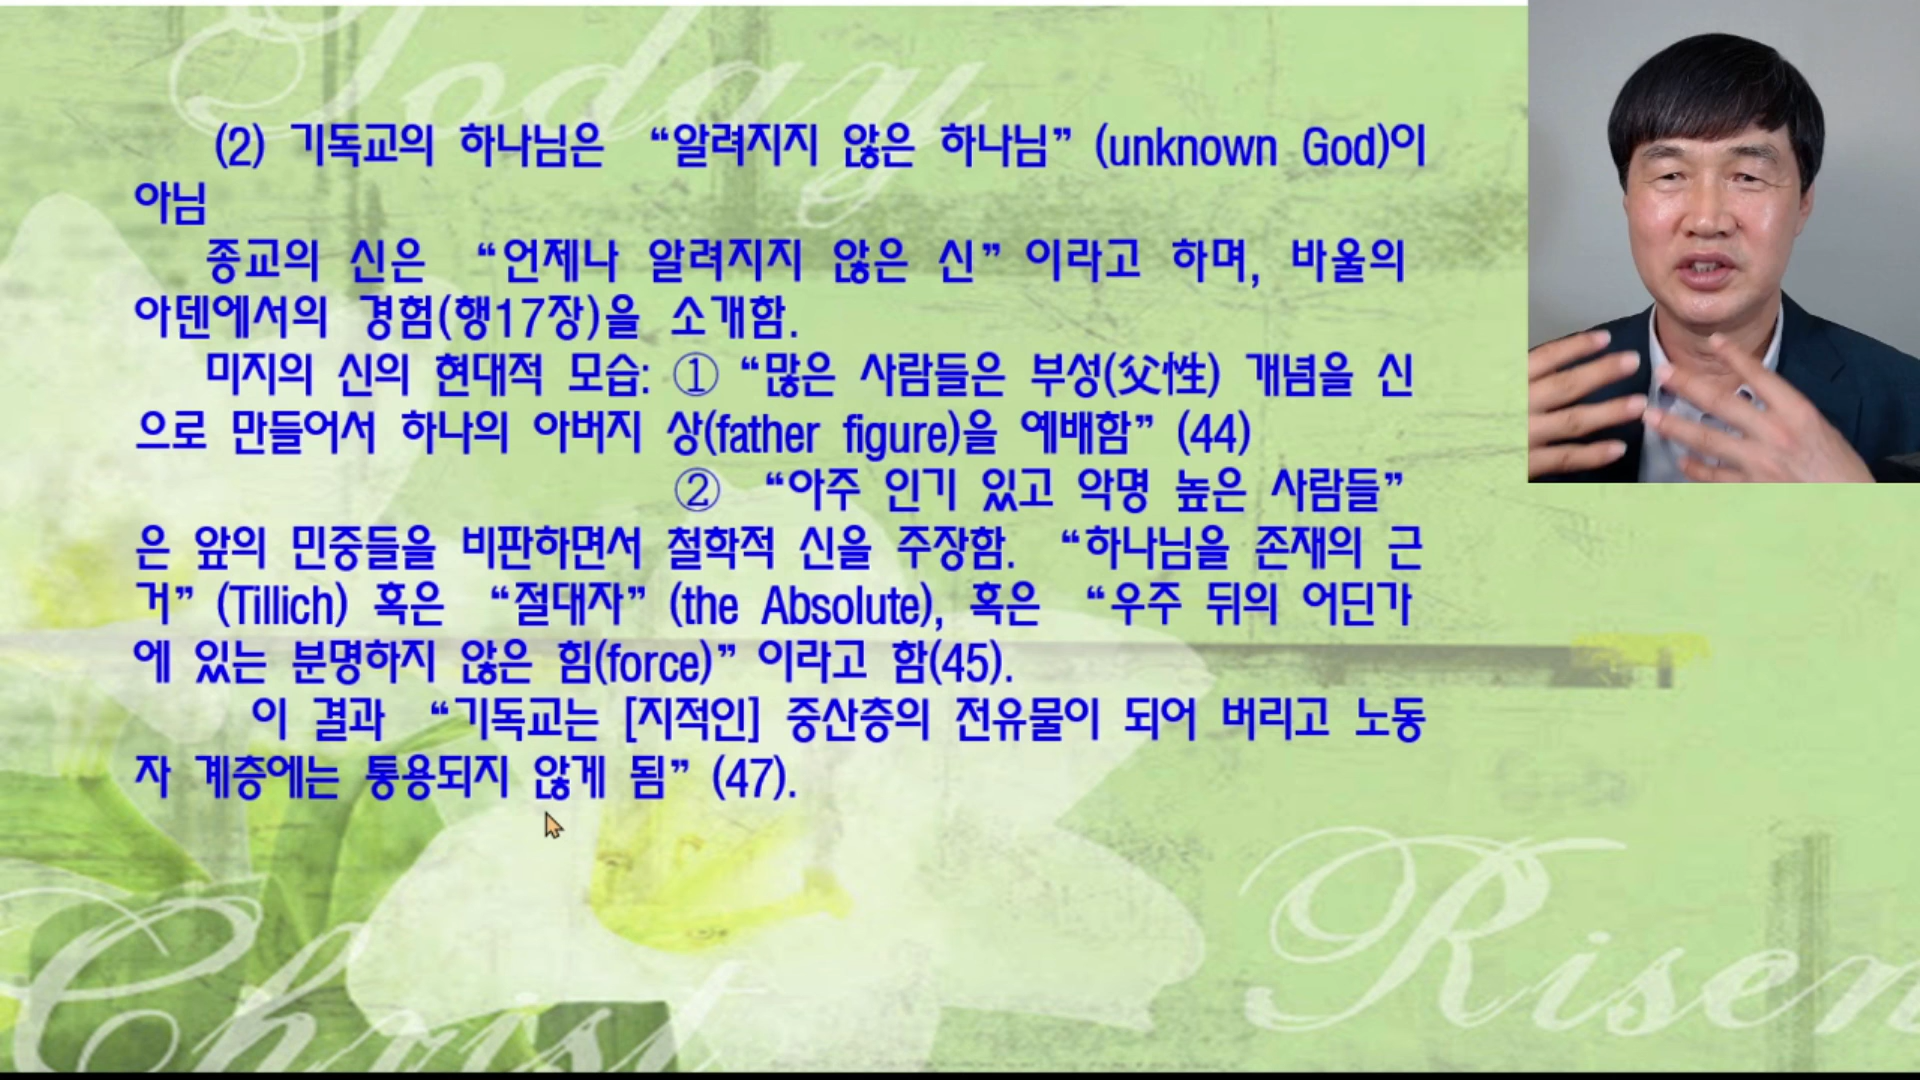 Today
(2) 기독교의 하나님은 “알려지지 않은 하나님” (unknown God)이
아님
종교의 신은 “언제나 알려지지 않은 신” 이라고 하며, 바울의
아덴에서의 경험(행17장)을 소개함.
미지의 신의 현대적 모습: ① “많은 사람들은 부성(父性) 개념을 신
으로 만들어서 하나의 아버지 상(father figure)을 예배함” (44)
② “아주 인기 있고 악명 높은 사람들”
은 앞의 민중들을 비판하면서 철학적 신을 주장함. “하나님을 존재의 근
거” (Tillich) 혹은 “절대자” (the Absolute), 혹은 “우주 뒤의 어딘가
에 있는 분명하지 않은 힘(force)” 이라고 함(45).
이 결과 “기독교는 [지적인] 중산층의 전유물이 되어 버리고 노동
자 계층에는 통용되지 않게 됨” (47).
Christ
Risen